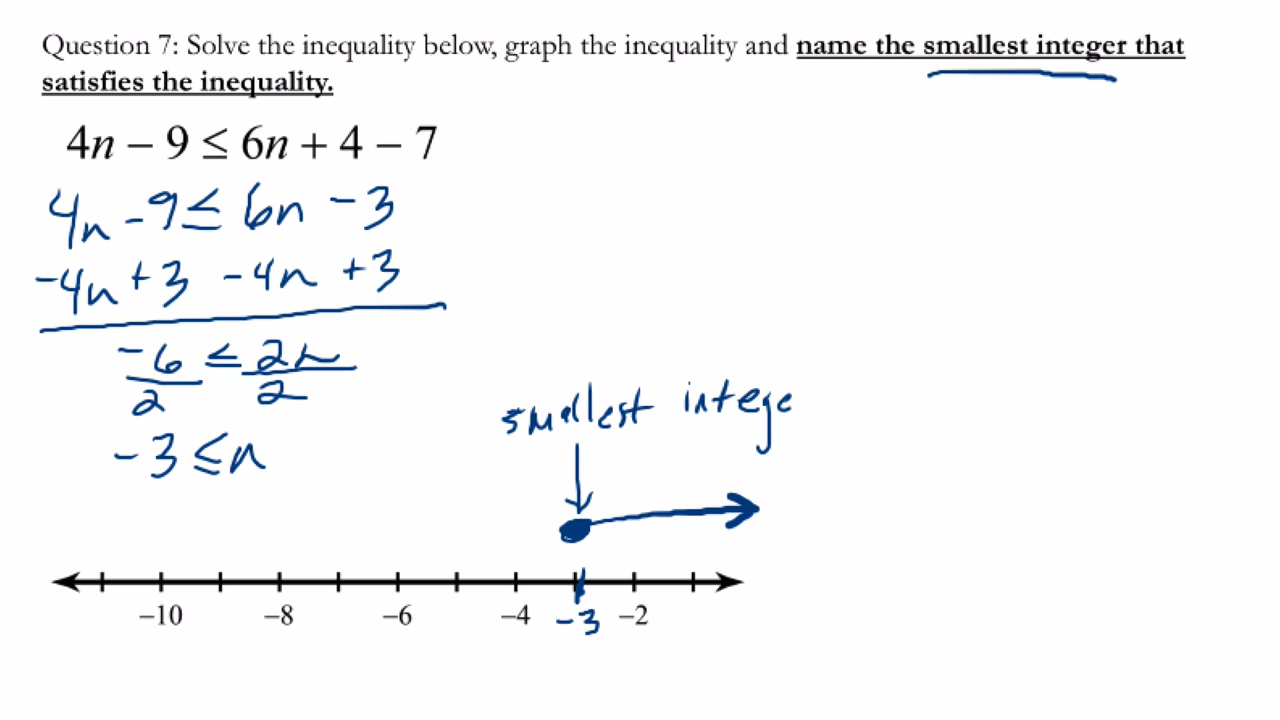 Question 7: Solve the inequality below, graph the inequality and name the smallest integer that
satisfies the inequality.
4n − 9 ≤ 6n + 4 − 7
4n - 9 ≤ 6n - 3
-4n + 3 - 4n + 3
-6 ≤ 2n
2 2
-3 ≤ n
smallest intege
−10 −8 −6 −4 -3 −2